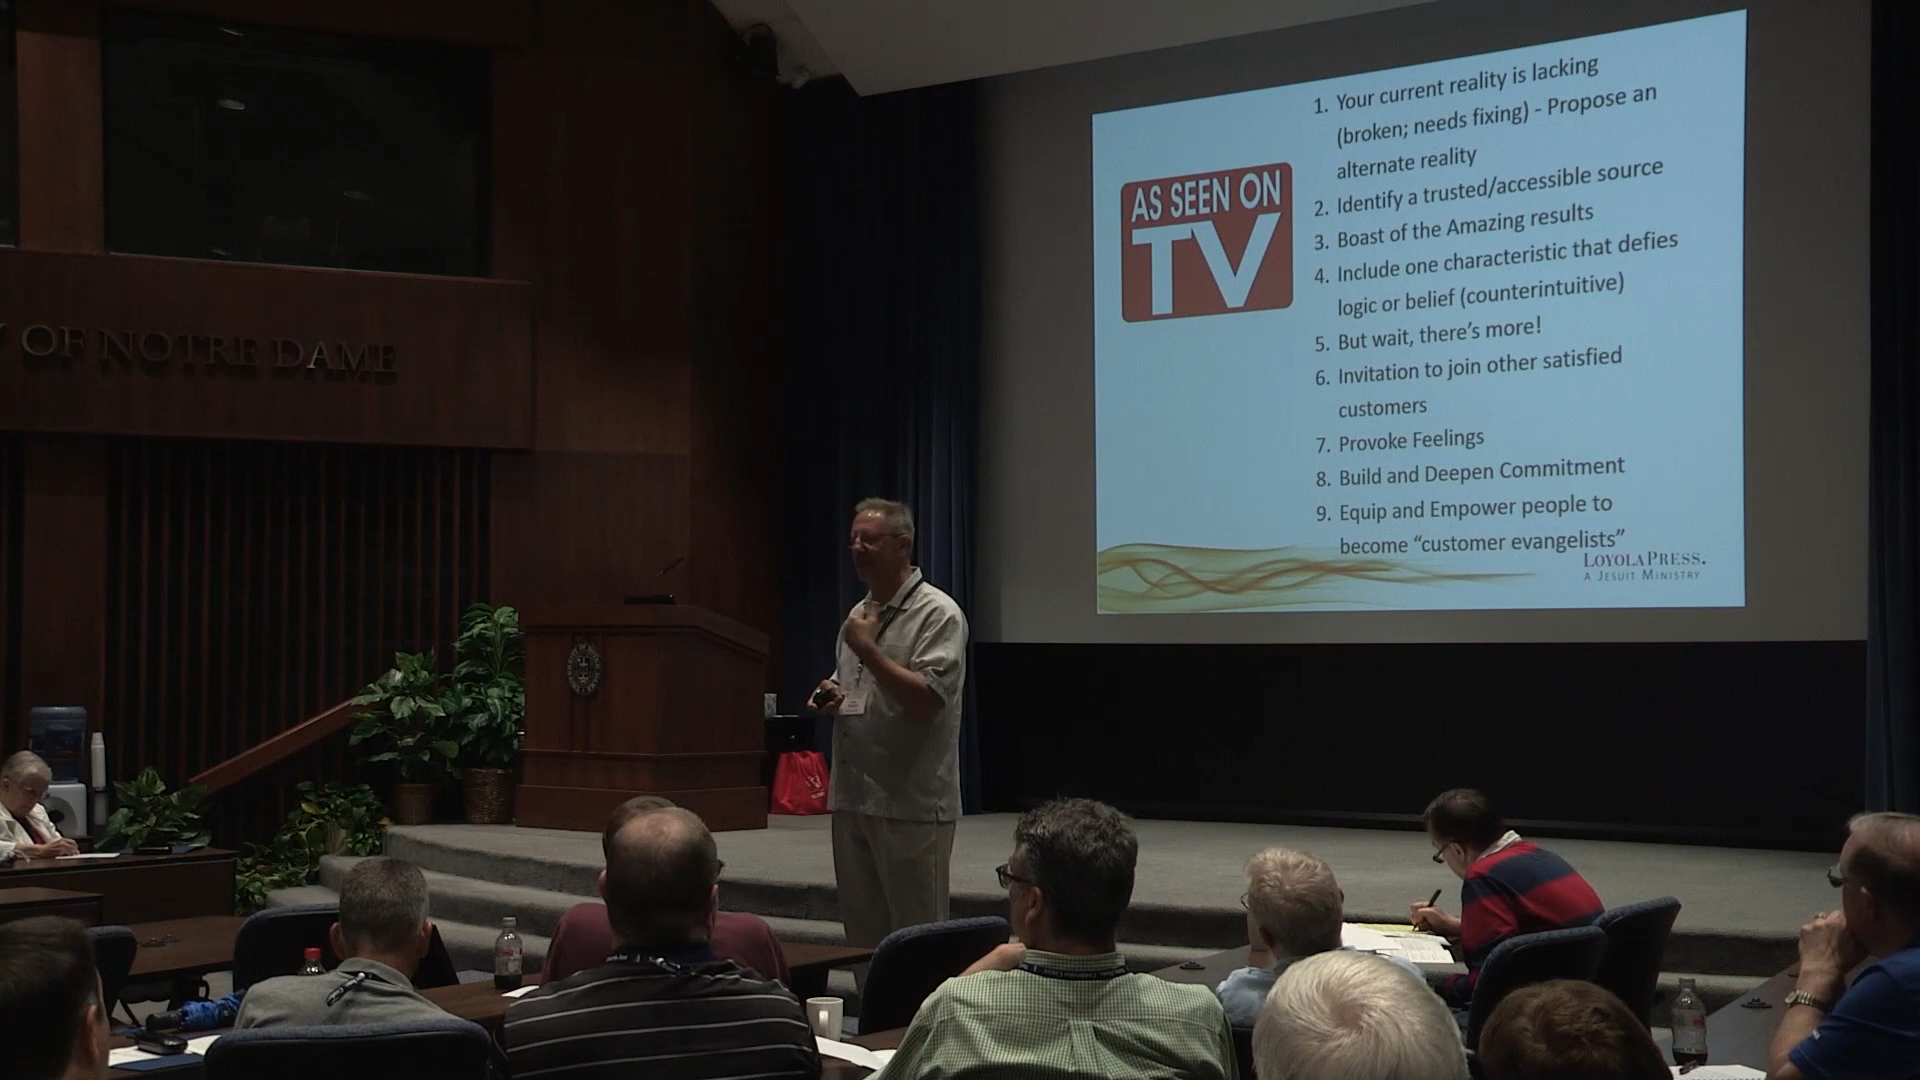 Y OF NOTRE DAME
AS SEEN ON
TV
1. Your current reality is lacking
(broken; needs fixing) - Propose an
alternate reality
2. Identify a trusted/accessible source
3. Boast of the Amazing results
4. Include one characteristic that defies
logic or belief (counterintuitive)
5. But wait, there's more!
6. Invitation to join other satisfied
customers
7. Provoke Feelings
8. Build and Deepen Commitment
9. Equip and Empower people to
become "customer evangelists"
LOYOLA PRESS.
A JESUIT MINISTRY